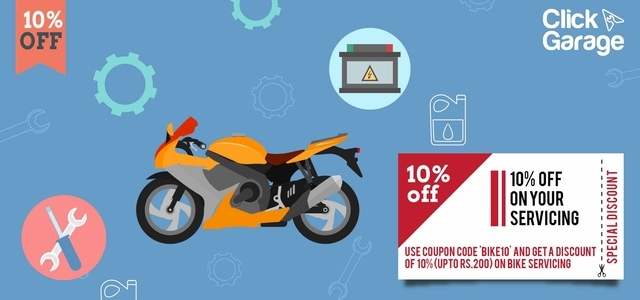 10%
OFF
Click
Garage
10%
off
10% OFF
ON YOUR
SERVICING
SPECIAL DISCOUNT
USE COUPON CODE 'BIKE10' AND GET A DISCOUNT
OF 10% (UPTO RS.200) ON BIKE SERVICING